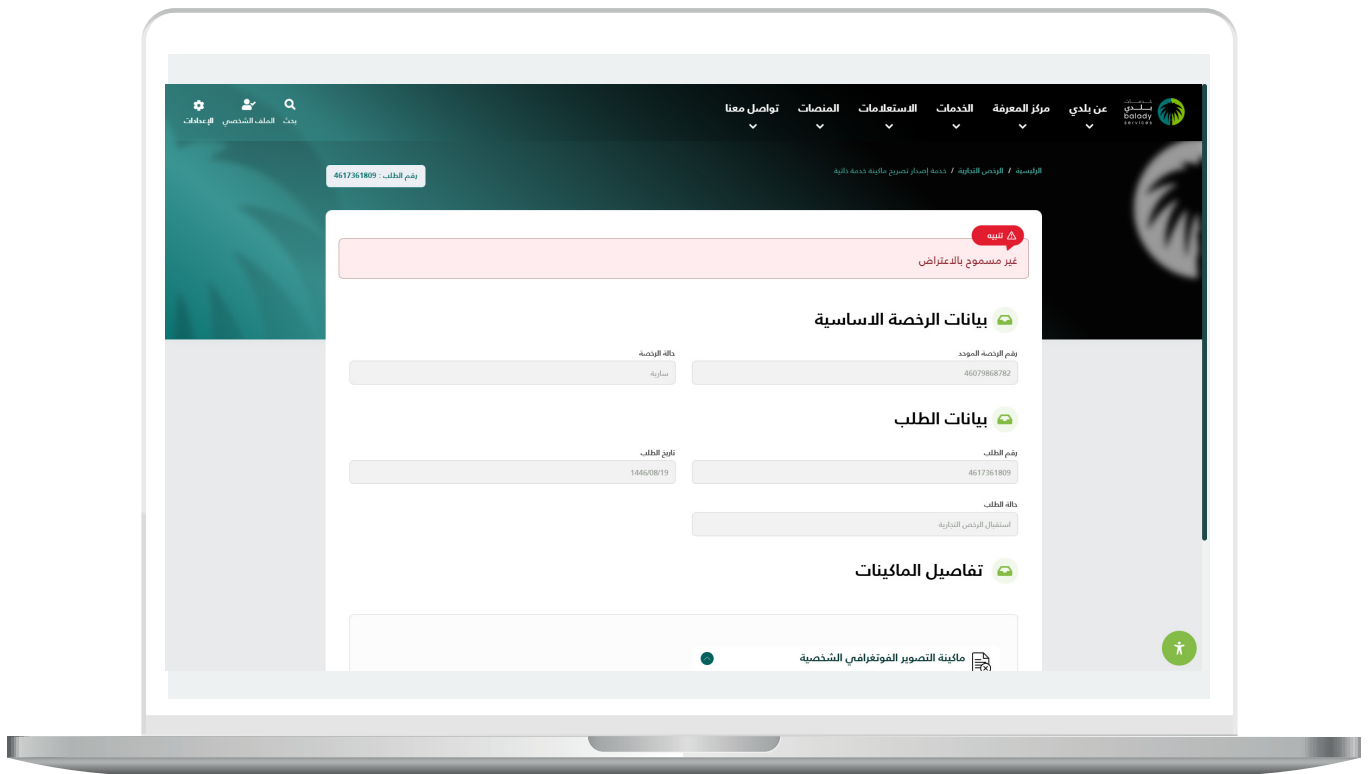 خدمات
بلدي
balady
services
عن بلدي
مركز المعرفة
الخدمات
الاستعلامات
المنصات
تواصل معنا
بحث
الملف الشخصي
الإعدادات
الرئيسية / الرخص التجارية / خدمة إصدار تصريح ماكينة خدمة ذاتية
رقم الطلب : 4617361809
تنبيه
غير مسموح بالاعتراض
بيانات الرخصة الاساسية
رقم الرخصة الموحد
حالة الرخصة
46079868782
سارية
بيانات الطلب
رقم الطلب
تاريخ الطلب
4617361809
1446/08/19
حالة الطلب
استقبال الرخص التجارية
تفاصيل الماكينات
ماكينة التصوير الفوتغرافي الشخصية